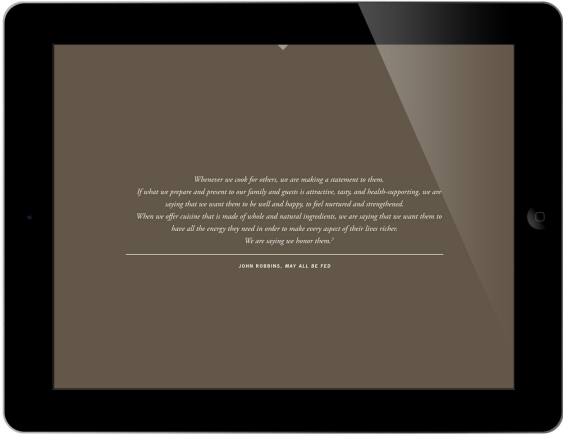 Whenever we cook for others, we are making a statement to them.
If what we prepare and present to our family and guests is attractive, tasty, and health-supporting, we are
saying that we want them to be well and happy, to feel nurtured and strengthened.
When we offer cuisine that is made of whole and natural ingredients, we are saying that we want them to
have all the energy they need in order to make every aspect of their lives richer.
We are saying we honor them.²
JOHN ROBBINS, MAY ALL BE FED